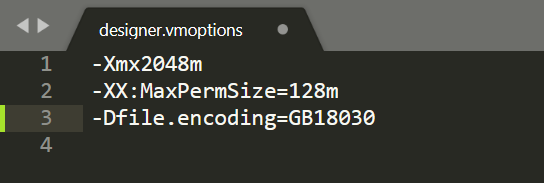 designer.vmoptions
1 -Xmx2048m
2 -XX:MaxPermSize=128m
3 -Dfile.encoding=GB18030
4